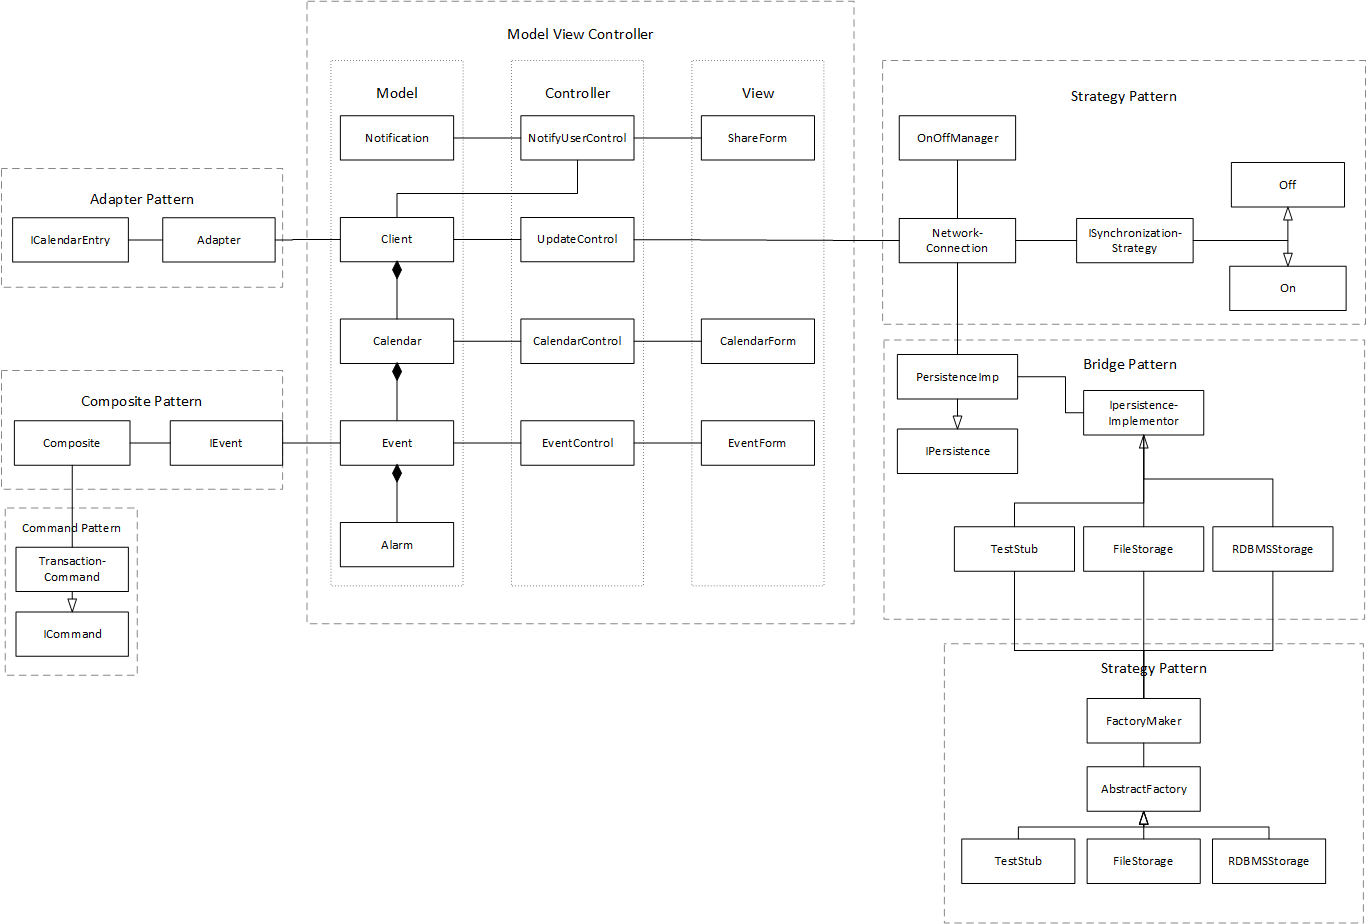 Model View Controller
Model
Controller
View
Notification
NotifyUserControl
ShareForm
Client
UpdateControl
Calendar
CalendarControl
CalendarForm
Event
EventControl
EventForm
Alarm
Adapter Pattern
ICalendarEntry
Adapter
Composite Pattern
Composite
IEvent
Command Pattern
Transaction-
Command
ICommand
Strategy Pattern
OnOffManager
Off
Network-
Connection
ISynchronization-
Strategy
On
Bridge Pattern
PersistenceImp
Ipersistence-
Implementor
IPersistence
TestStub
FileStorage
RDBMSStorage
Strategy Pattern
FactoryMaker
AbstractFactory
TestStub
FileStorage
RDBMSStorage